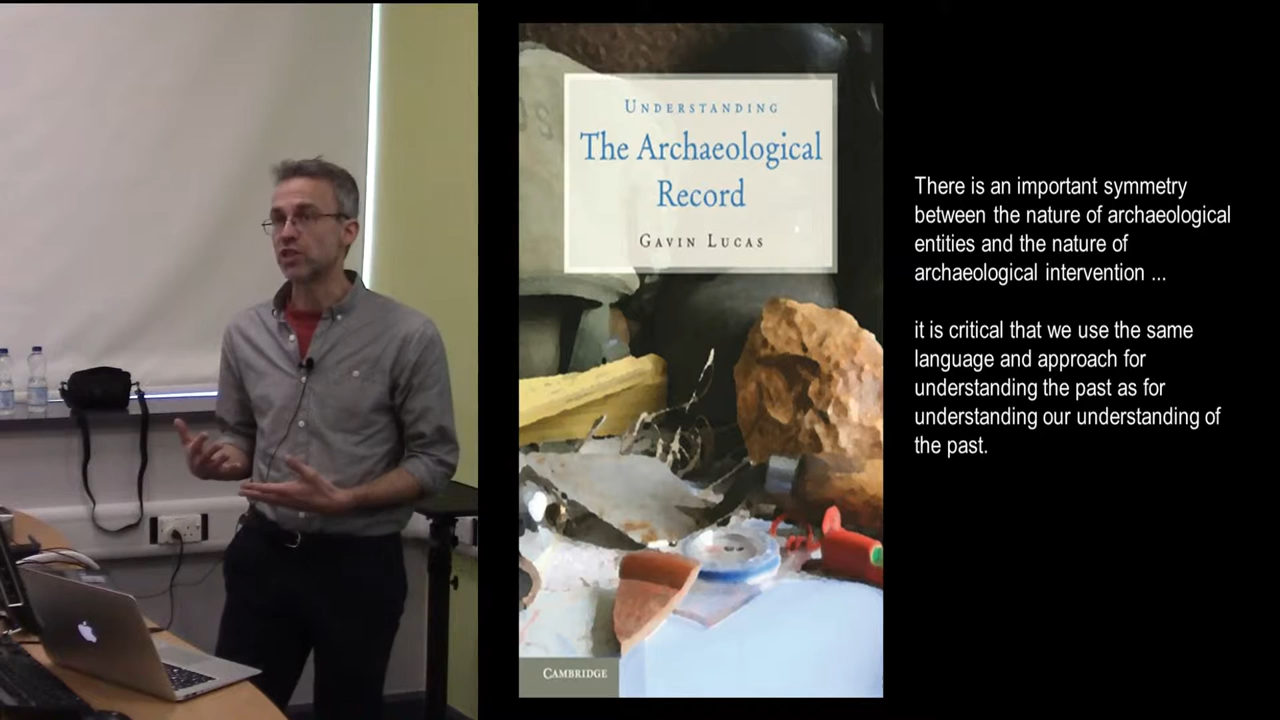 UNDERSTANDING
The Archaeological
Record
GAVIN LUCAS
CAMBRIDGE
There is an important symmetry
between the nature of archaeological
entities and the nature of
archaeological intervention ...
it is critical that we use the same
language and approach for
understanding the past as for
understanding our understanding of
the past.